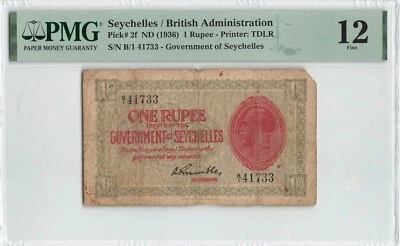 PMG
PAPER MONEY GUARANTY
Seychelles / British Administration
Pick# 2f ND (1936) 1 Rupee - Printer: TDLR
S/N B/1 41733 - Government of Seychelles
12
Fine
B/1 41733
ONE RUPEE
GOVERNMENT OF SEYCHELLES
B/1 41733
GOVERNOR